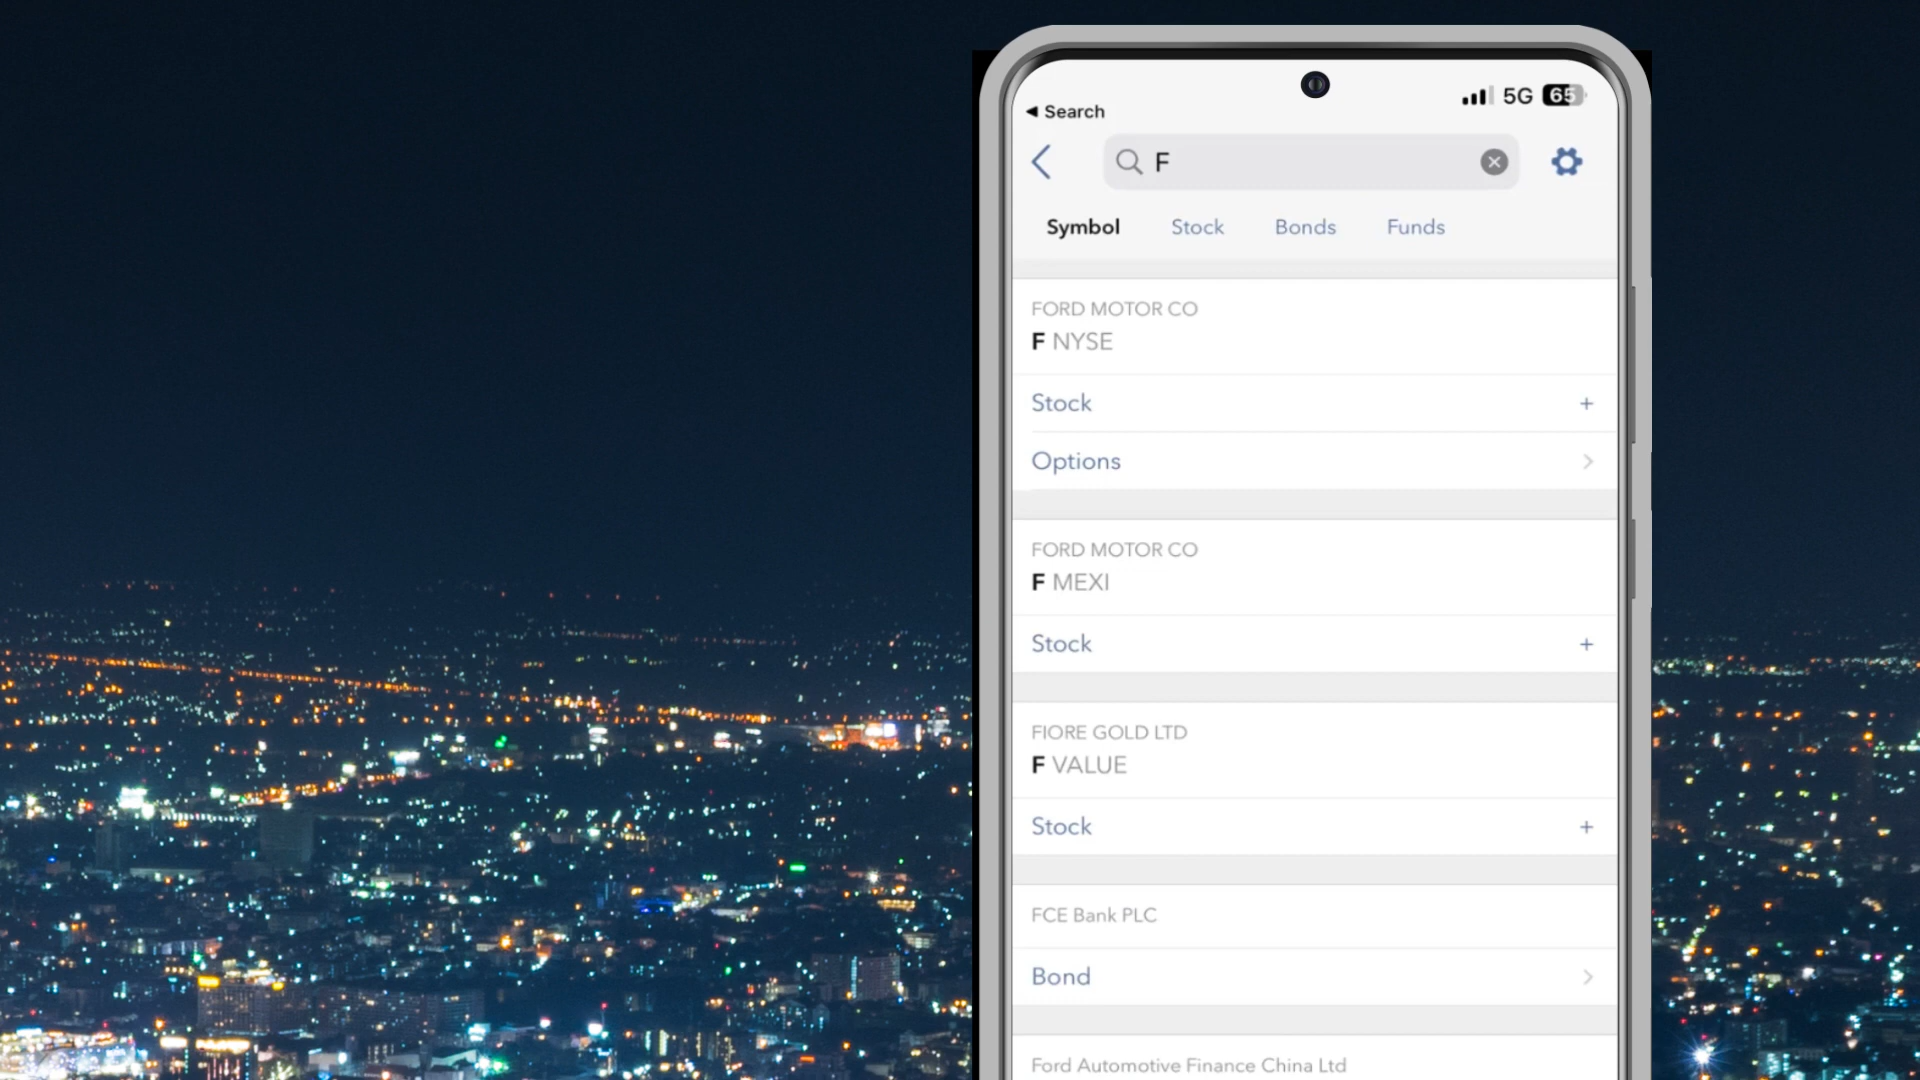 ◀ Search
5G 65
F
Symbol Stock Bonds Funds
FORD MOTOR CO
F NYSE
Stock +
Options
FORD MOTOR CO
F MEXI
Stock +
FIORE GOLD LTD
F VALUE
Stock +
FCE Bank PLC
Bond
Ford Automotive Finance China Ltd